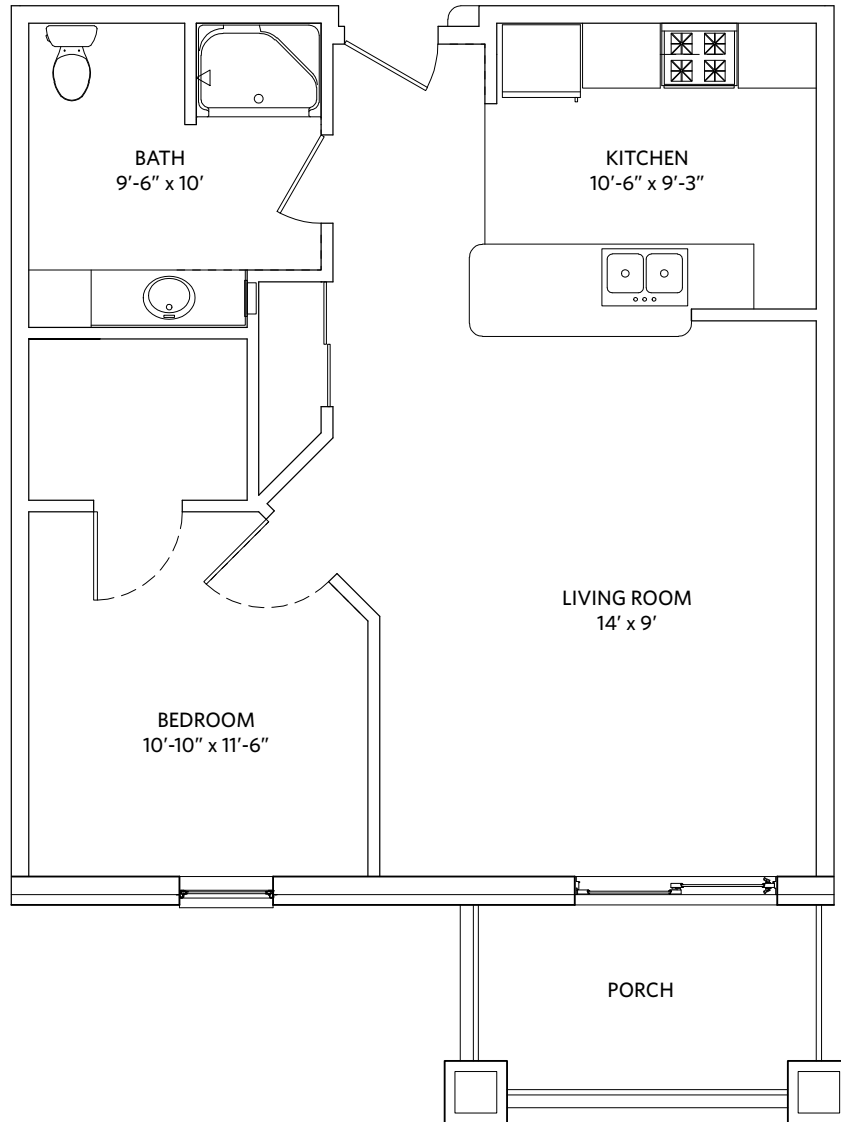 BATH
9′-6″ x 10′
KITCHEN
10′-6″ x 9′-3″
LIVING ROOM
14′ x 9′
BEDROOM
10′-10″ x 11′-6″
PORCH